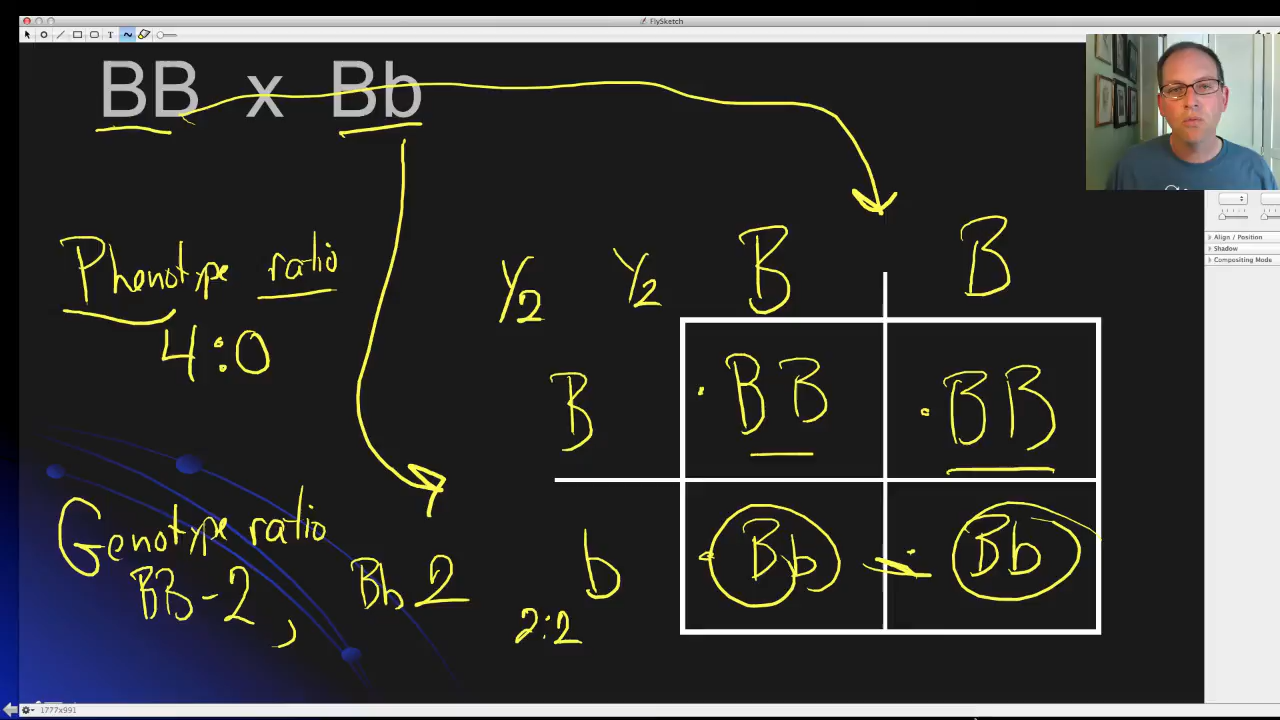 FlySketch
T
BB x Bb
Align / Position
Shadow
Compositing Mode
Phenotype ratio
4:0
1/2 1/2 B B
B BB BB
b Bb Bb
Genotype ratio
BB-2, Bb 2
2:2
1777x991